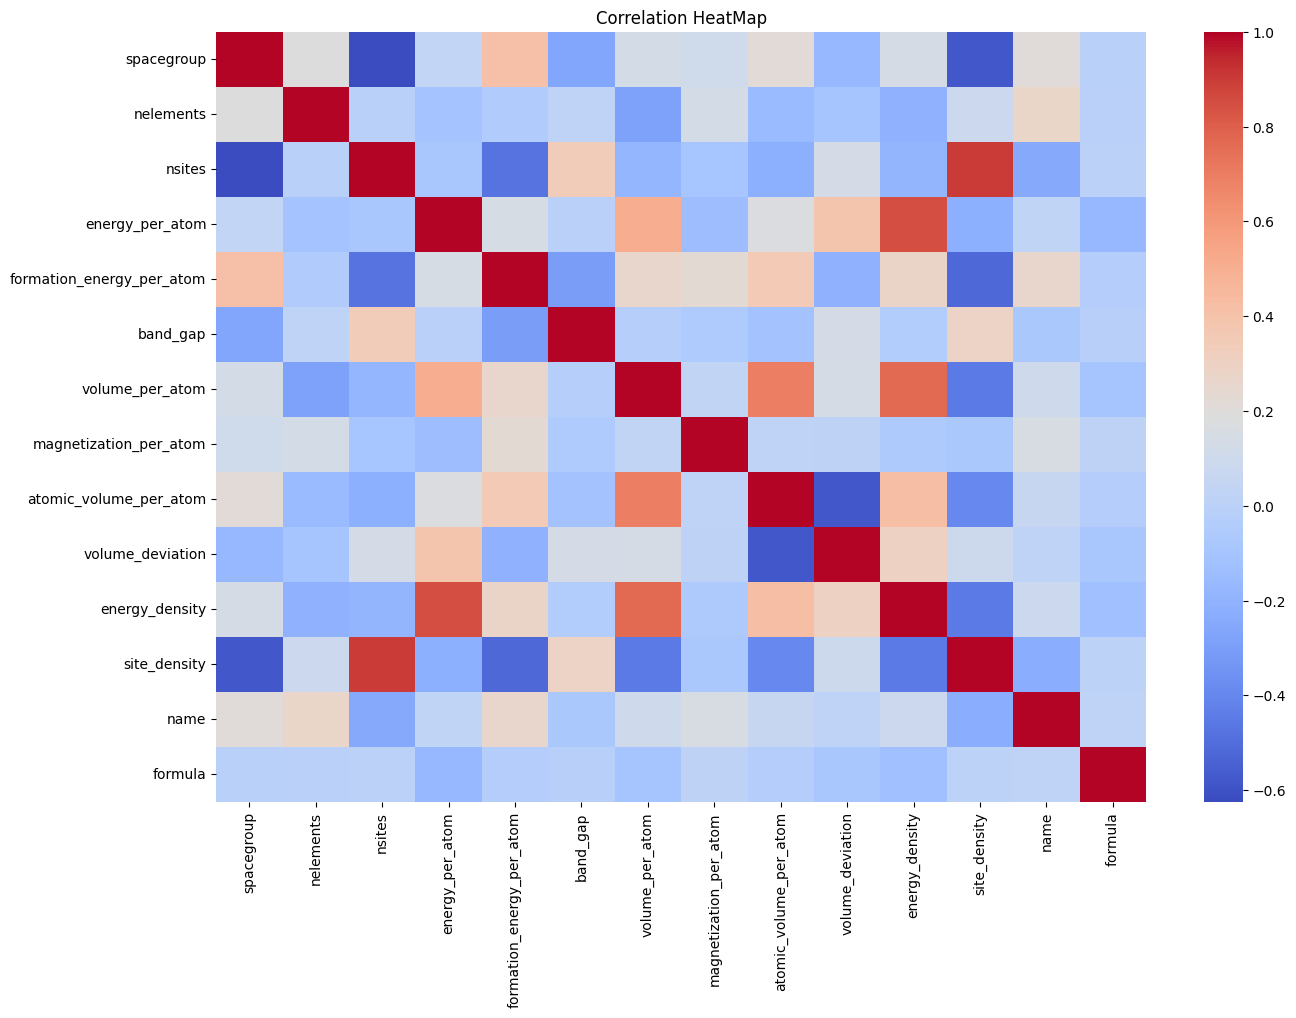 Correlation HeatMap
spacegroup
nelements
nsites
energy_per_atom
formation_energy_per_atom
band_gap
volume_per_atom
magnetization_per_atom
atomic_volume_per_atom
volume_deviation
energy_density
site_density
name
formula
spacegroup
nelements
nsites
energy_per_atom
formation_energy_per_atom
band_gap
volume_per_atom
magnetization_per_atom
atomic_volume_per_atom
volume_deviation
energy_density
site_density
name
formula
1.0
0.8
0.6
0.4
0.2
0.0
−0.2
−0.4
−0.6